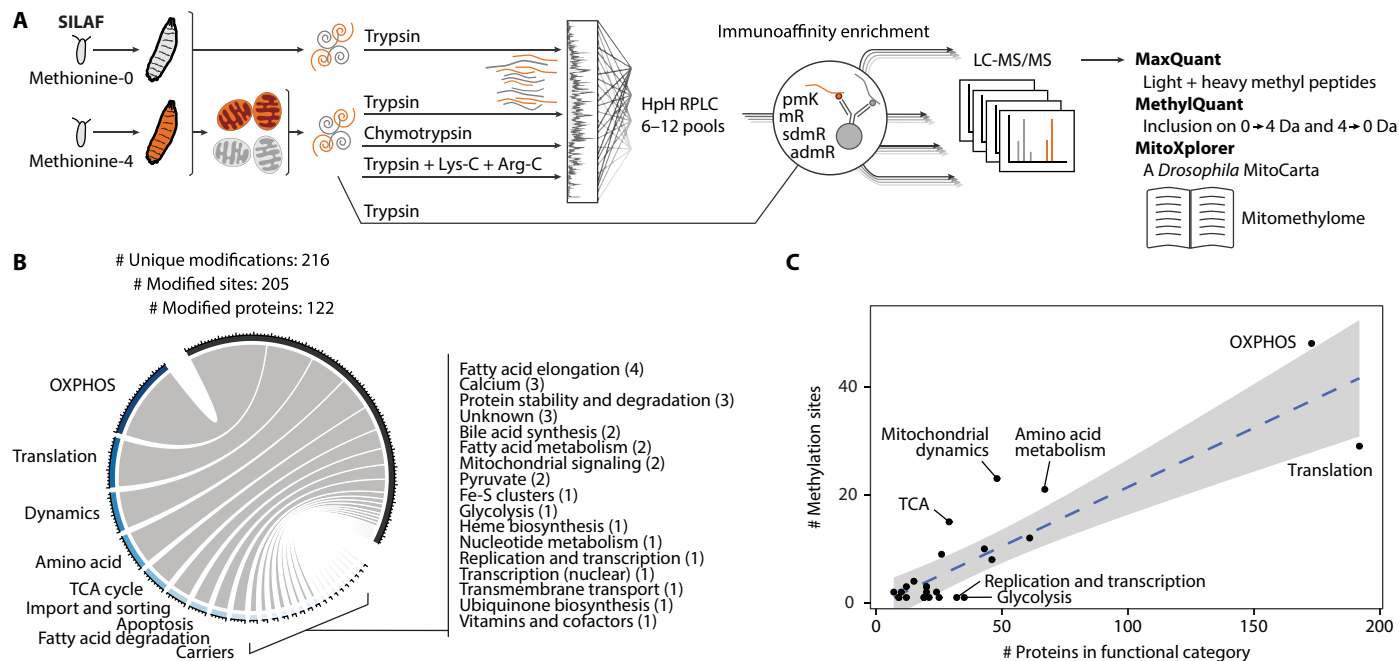 A
SILAF
Methionine-0
Methionine-4
Trypsin
Trypsin
Chymotrypsin
Trypsin + Lys-C + Arg-C
Trypsin
HpH RPLC
6–12 pools
Immunoaffinity enrichment
pmK
mR
sdmR
admR
LC-MS/MS
MaxQuant
Light + heavy methyl peptides
MethylQuant
Inclusion on 0→4 Da and 4→0 Da
MitoXplorer
A Drosophila MitoCarta
Mitomethylome
B
# Unique modifications: 216
# Modified sites: 205
# Modified proteins: 122
OXPHOS
Translation
Dynamics
Amino acid
TCA cycle
Import and sorting
Apoptosis
Fatty acid degradation
Carriers
Fatty acid elongation (4)
Calcium (3)
Protein stability and degradation (3)
Unknown (3)
Bile acid synthesis (2)
Fatty acid metabolism (2)
Mitochondrial signaling (2)
Pyruvate (2)
Fe-S clusters (1)
Glycolysis (1)
Heme biosynthesis (1)
Nucleotide metabolism (1)
Replication and transcription (1)
Transcription (nuclear) (1)
Transmembrane transport (1)
Ubiquinone biosynthesis (1)
Vitamins and cofactors (1)
C
# Methylation sites
40
20
0
OXPHOS
Mitochondrial
dynamics
Amino acid
metabolism
Translation
TCA
Replication and transcription
Glycolysis
0
50
100
150
200
# Proteins in functional category